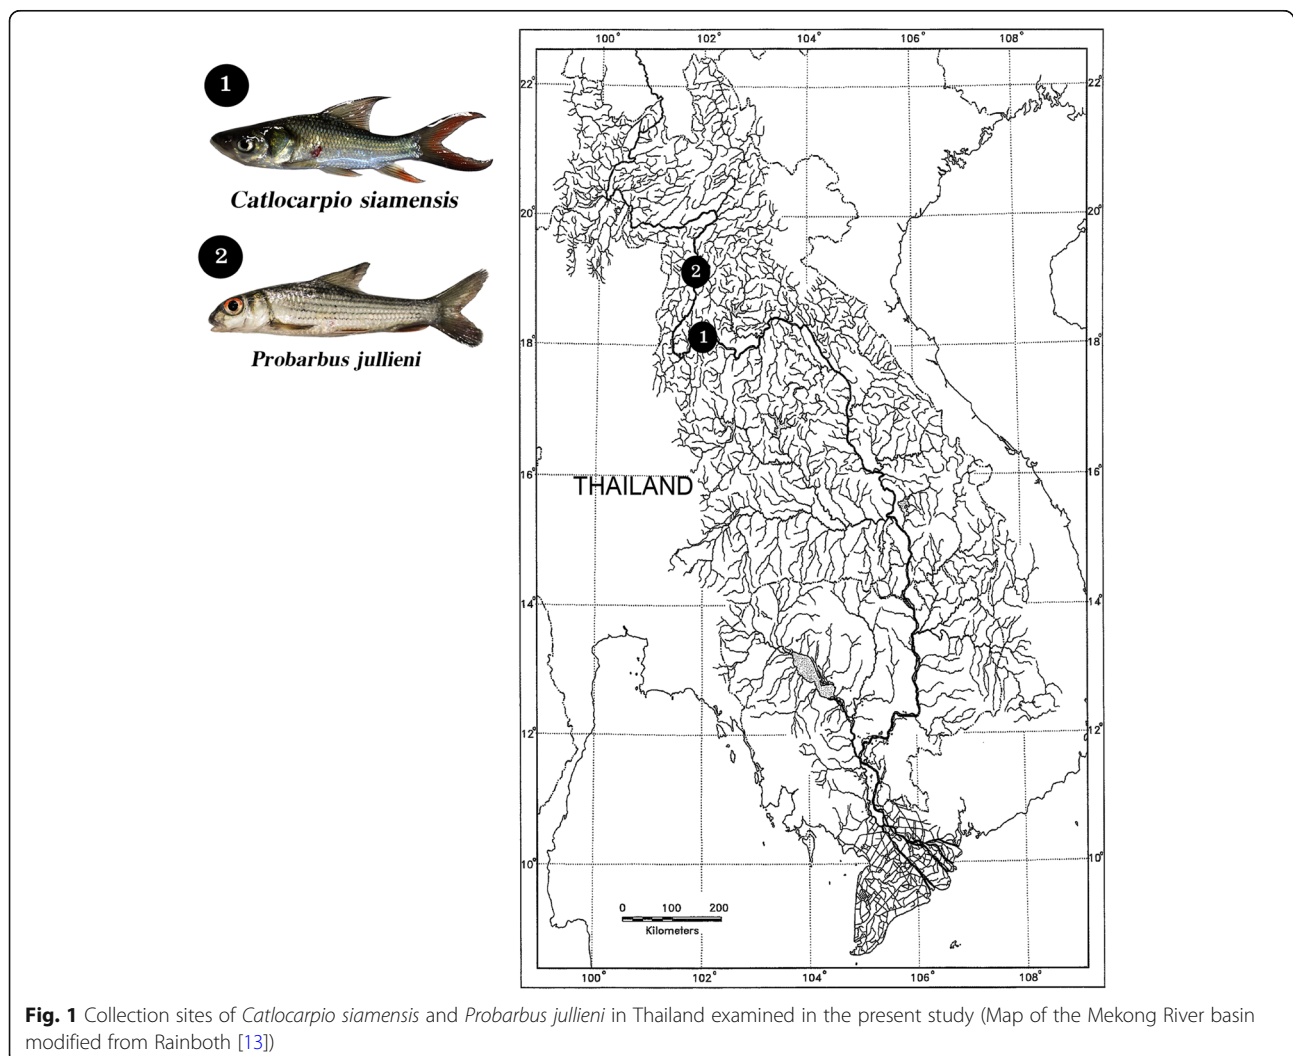 100° 102° 104° 106° 108°
1
22° 22°
Catlocarpio siamensis
20° 20°
2
2
1
18° 18°
Probarbus jullieni
16° 16°
THAILAND
14° 14°
12° 12°
10° 10°
0 100 200
Kilometers
100° 102° 104° 106° 108°
Fig. 1 Collection sites of Catlocarpio siamensis and Probarbus jullieni in Thailand examined in the present study (Map of the Mekong River basin
modified from Rainboth [13])